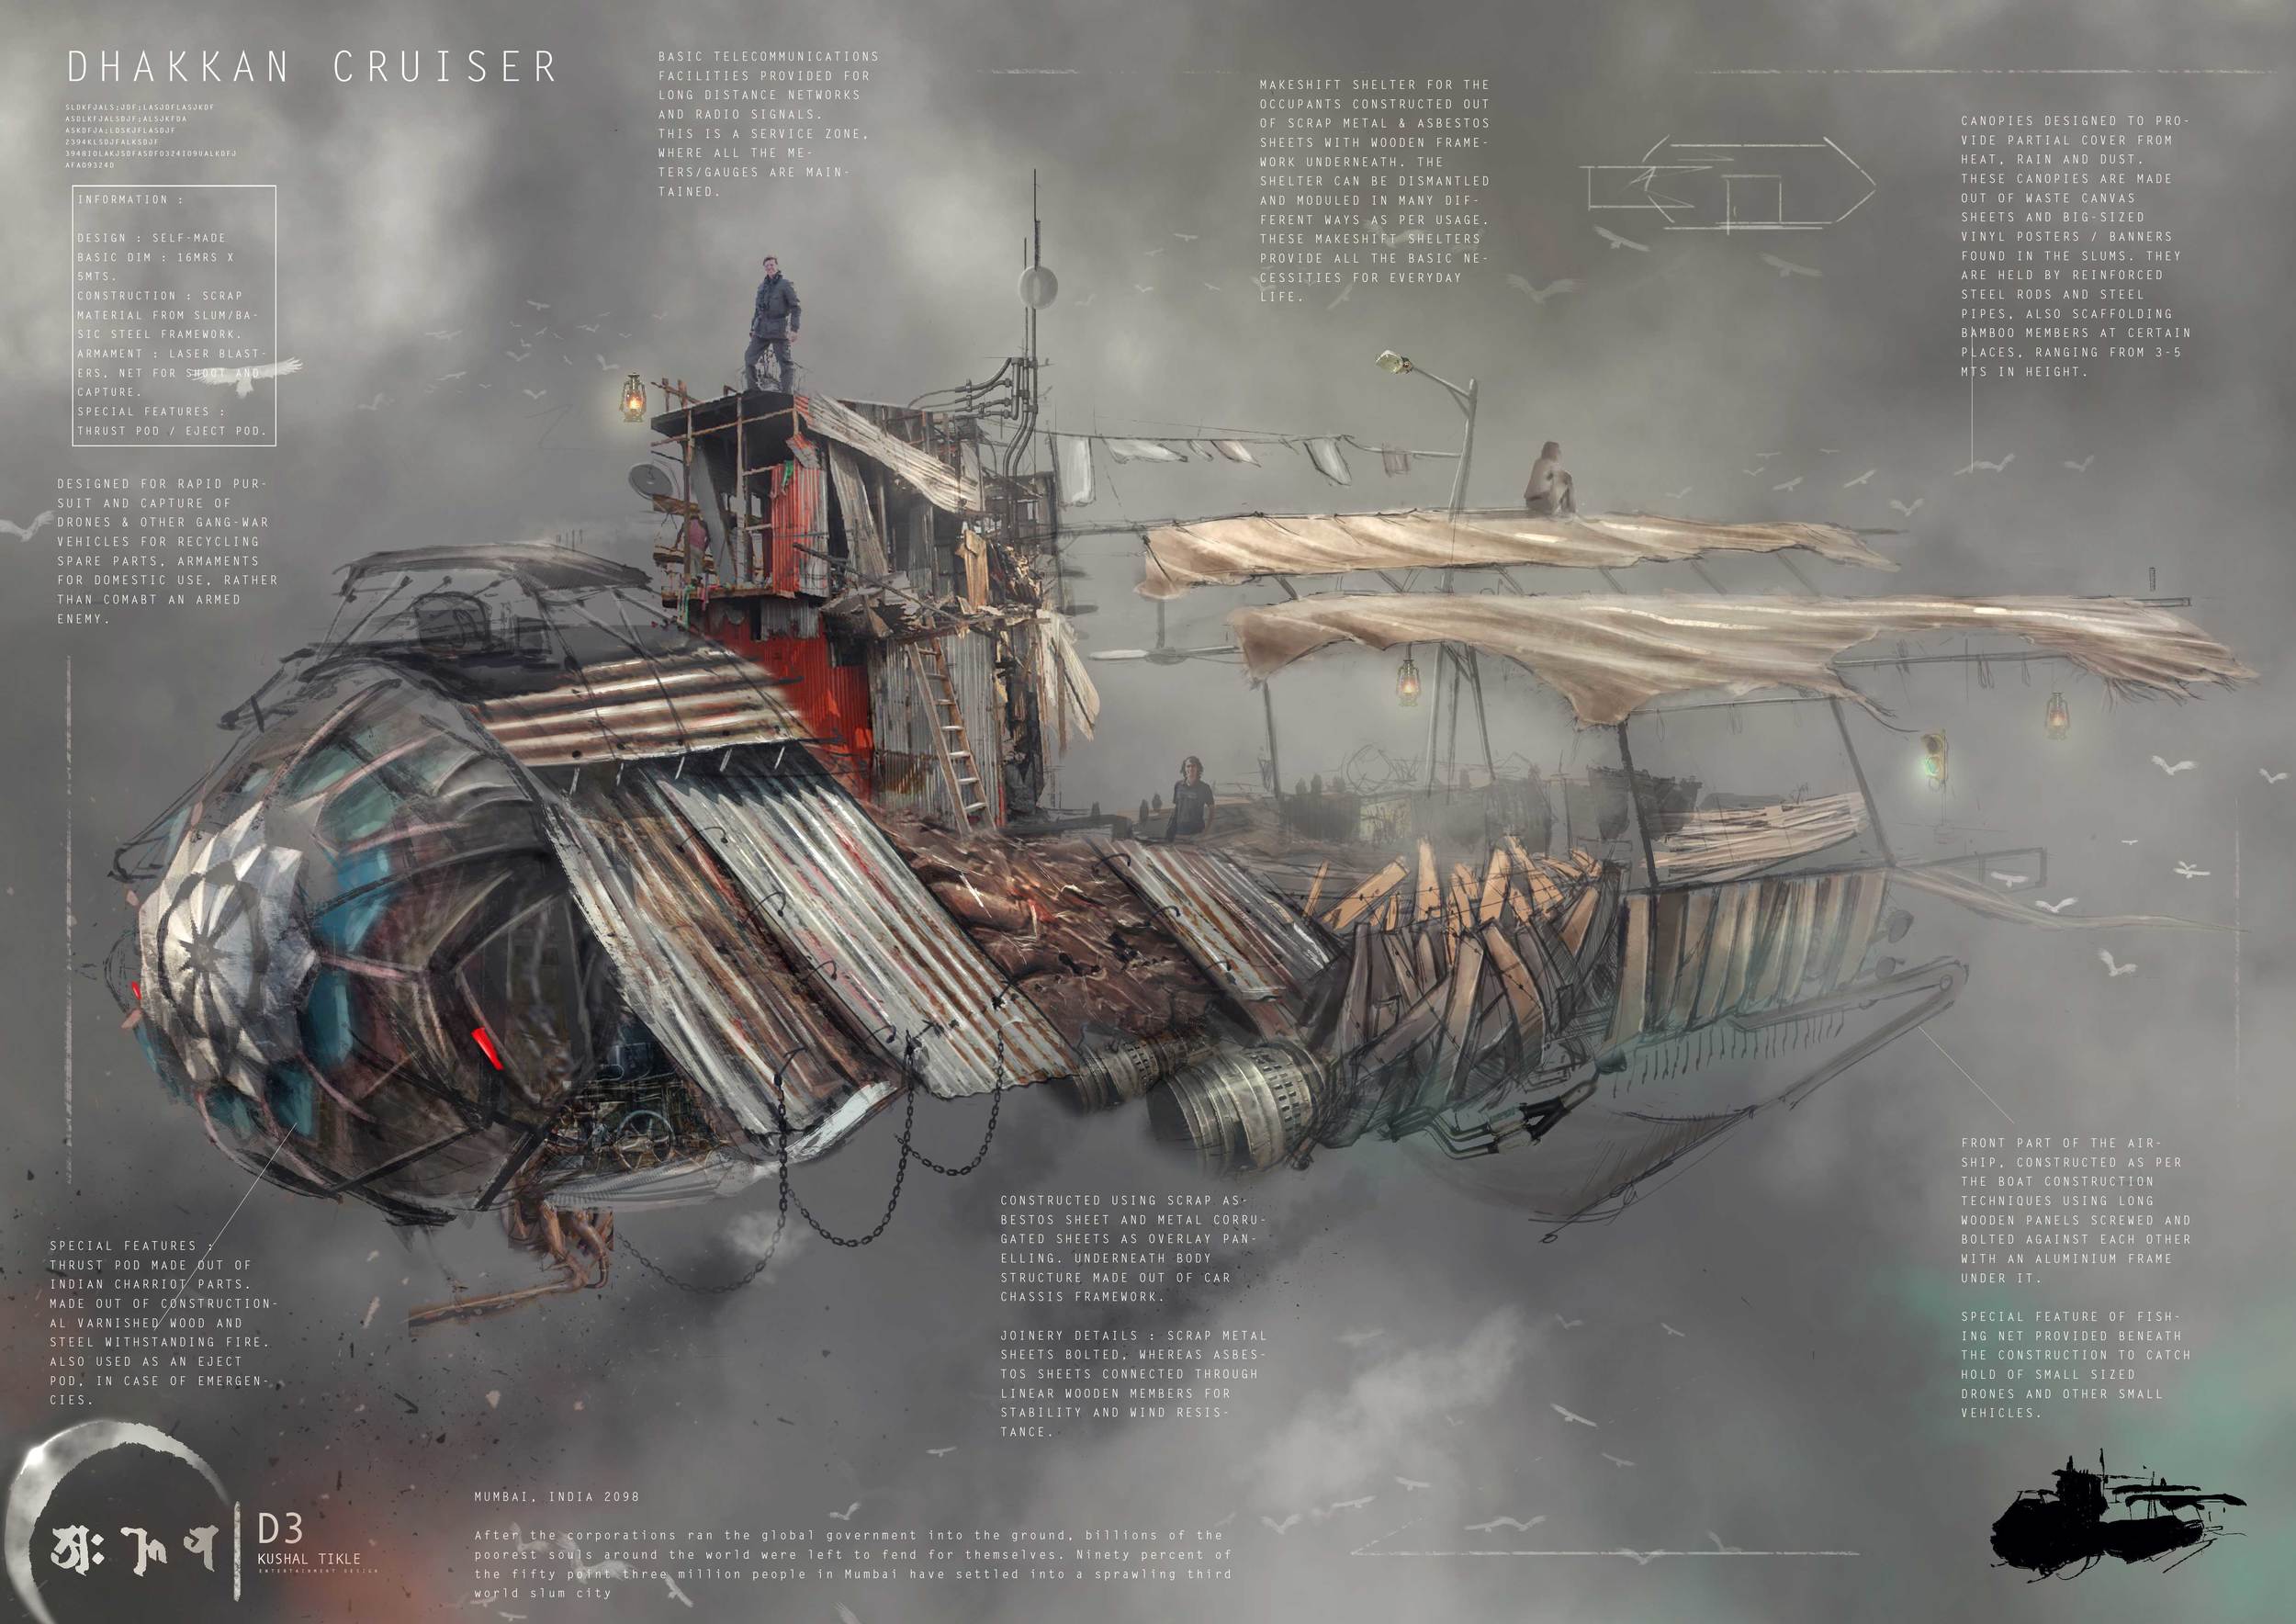 DHAKKAN CRUISER
SLDKFJALS;JDF;LASJDFLASJKDF
ASDLKFJALSDJF;ALSJKFDA
ASKDFJA;LDSKJFLASDJF
2394KLSDJFALKSDJF
AFA09324D
INFORMATION :
DESIGN : SELF-MADE
BASIC DIM : 16MRS X
5MTS.
CONSTRUCTION : SCRAP
MATERIAL FROM SLUM/BA-
SIC STEEL FRAMEWORK.
ARMAMENT : LASER BLAST-
ERS, NET FOR SHOOT AND
CAPTURE.
SPECIAL FEATURES :
THRUST POD / EJECT POD.
DESIGNED FOR RAPID PUR-
SUIT AND CAPTURE OF
DRONES & OTHER GANG-WAR
VEHICLES FOR RECYCLING
SPARE PARTS, ARMAMENTS
FOR DOMESTIC USE, RATHER
THAN COMABT AN ARMED
ENEMY.
BASIC TELECOMMUNICATIONS
FACILITIES PROVIDED FOR
LONG DISTANCE NETWORKS
AND RADIO SIGNALS.
THIS IS A SERVICE ZONE,
WHERE ALL THE ME-
TERS/GAUGES ARE MAIN-
TAINED.
MAKESHIFT SHELTER FOR THE
OCCUPANTS CONSTRUCTED OUT
OF SCRAP METAL & ASBESTOS
SHEETS WITH WOODEN FRAME-
WORK UNDERNEATH. THE
SHELTER CAN BE DISMANTLED
AND MODULED IN MANY DIF-
FERENT WAYS AS PER USAGE.
THESE MAKESHIFT SHELTERS
PROVIDE ALL THE BASIC NE-
CESSITIES FOR EVERYDAY
LIFE.
CANOPIES DESIGNED TO PRO-
VIDE PARTIAL COVER FROM
HEAT, RAIN AND DUST.
THESE CANOPIES ARE MADE
OUT OF WASTE CANVAS
SHEETS AND BIG-SIZED
VINYL POSTERS / BANNERS
FOUND IN THE SLUMS. THEY
ARE HELD BY REINFORCED
STEEL RODS AND STEEL
PIPES, ALSO SCAFFOLDING
BAMBOO MEMBERS AT CERTAIN
PLACES, RANGING FROM 3-5
MTS IN HEIGHT.
SPECIAL FEATURES :
THRUST POD MADE OUT OF
INDIAN CHARRIOT PARTS.
MADE OUT OF CONSTRUCTION-
AL VARNISHED WOOD AND
STEEL WITHSTANDING FIRE.
ALSO USED AS AN EJECT
POD, IN CASE OF EMERGEN-
CIES.
CONSTRUCTED USING SCRAP AS-
BESTOS SHEET AND METAL CORRU-
GATED SHEETS AS OVERLAY PAN-
ELLING. UNDERNEATH BODY
STRUCTURE MADE OUT OF CAR
CHASSIS FRAMEWORK.
JOINERY DETAILS : SCRAP METAL
SHEETS BOLTED, WHEREAS ASBES-
TOS SHEETS CONNECTED THROUGH
LINEAR WOODEN MEMBERS FOR
STABILITY AND WIND RESIS-
TANCE.
FRONT PART OF THE AIR-
SHIP, CONSTRUCTED AS PER
THE BOAT CONSTRUCTION
TECHNIQUES USING LONG
WOODEN PANELS SCREWED AND
BOLTED AGAINST EACH OTHER
WITH AN ALUMINIUM FRAME
UNDER IT.
SPECIAL FEATURE OF FISH-
ING NET PROVIDED BENEATH
THE CONSTRUCTION TO CATCH
HOLD OF SMALL SIZED
DRONES AND OTHER SMALL
VEHICLES.
D3
KUSHAL TIKLE
ENTERTAINMENT DESIGN
MUMBAI, INDIA 2098
After the corporations ran the global government into the ground, billions of the
poorest souls around the world were left to fend for themselves. Ninety percent of
the fifty point three million people in Mumbai have settled into a sprawling third
world slum city